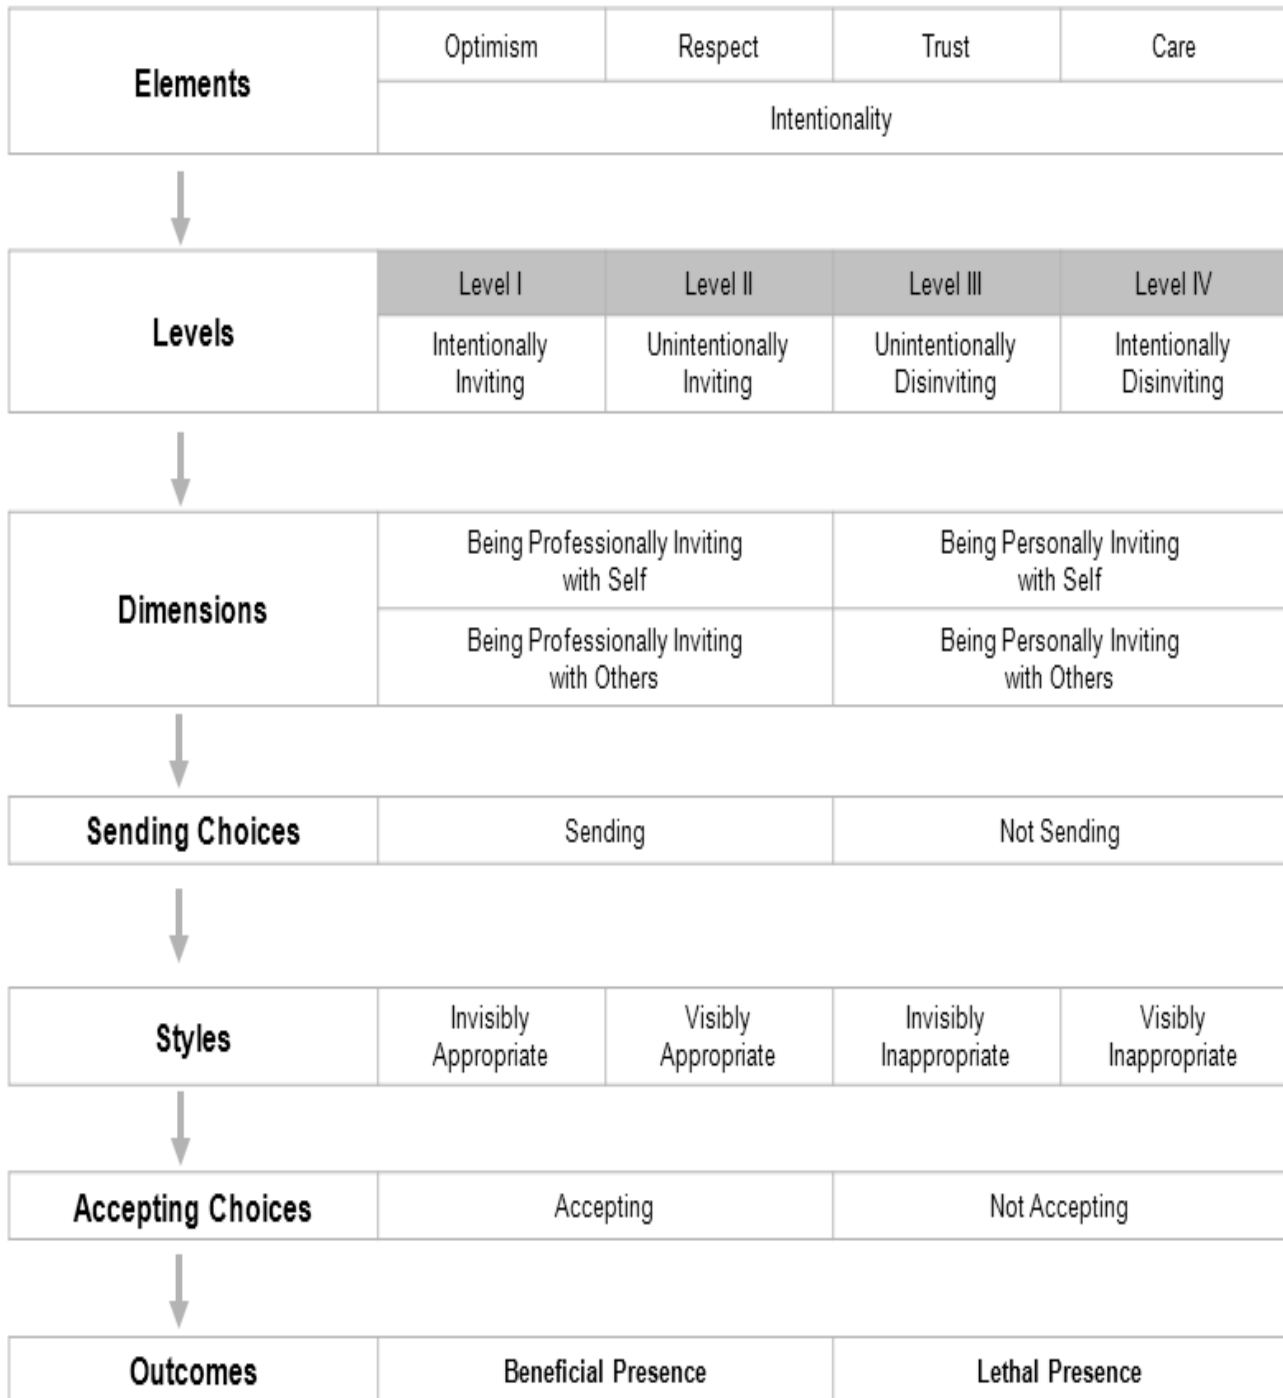 Elements
Optimism
Respect
Trust
Care
Intentionality
Levels
Level I
Level II
Level III
Level IV
Intentionally
Inviting
Unintentionally
Inviting
Unintentionally
Disinviting
Intentionally
Disinviting
Dimensions
Being Professionally Inviting
with Self
Being Personally Inviting
with Self
Being Professionally Inviting
with Others
Being Personally Inviting
with Others
Sending Choices
Sending
Not Sending
Styles
Invisibly
Appropriate
Visibly
Appropriate
Invisibly
Inappropriate
Visibly
Inappropriate
Accepting Choices
Accepting
Not Accepting
Outcomes
Beneficial Presence
Lethal Presence